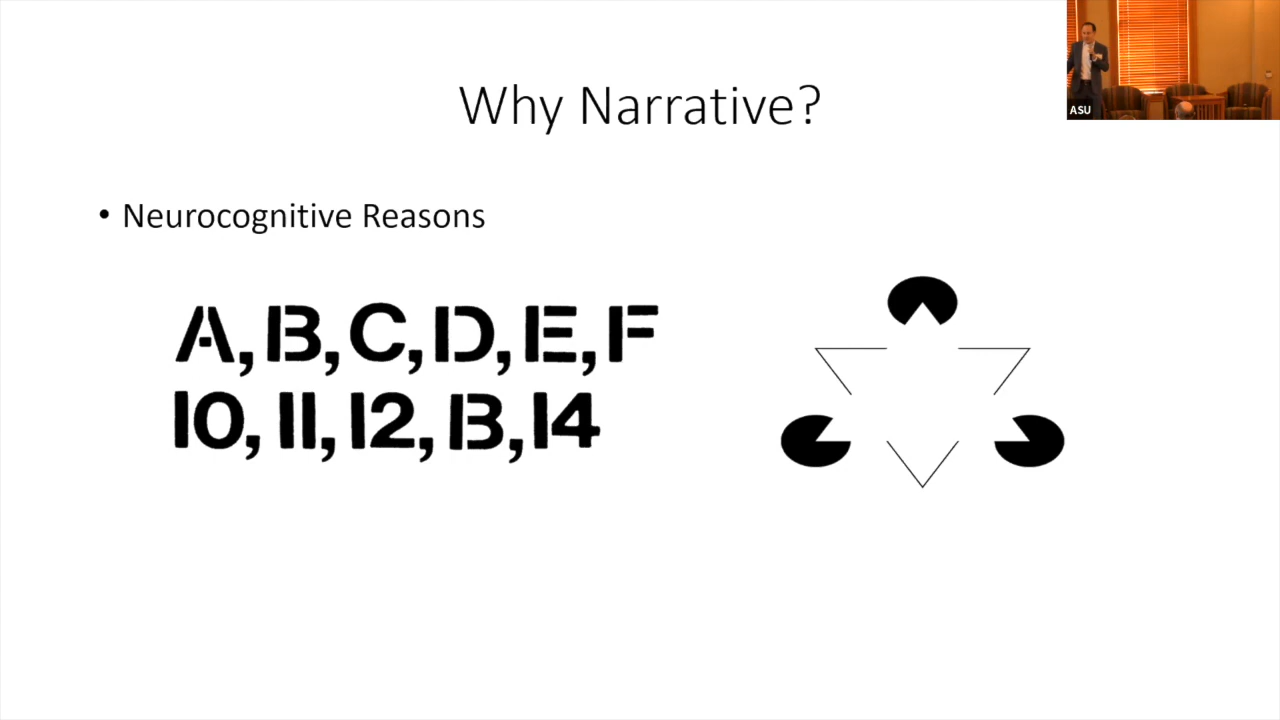 Why Narrative?
• Neurocognitive Reasons
A, B, C, D, E, F
10, 11, 12, 13, 14
ASU